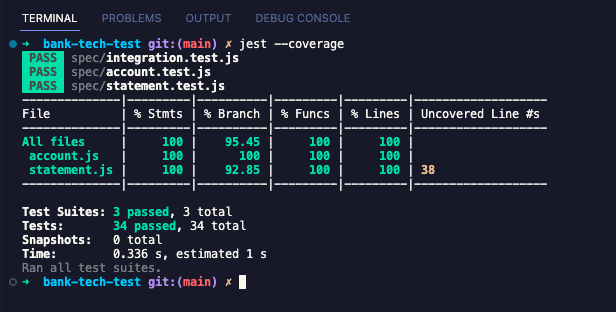 TERMINAL PROBLEMS OUTPUT DEBUG CONSOLE
➜ bank-tech-test git:(main) ✗ jest --coverage
PASS spec/integration.test.js
PASS spec/account.test.js
PASS spec/statement.test.js
--------------|---------|----------|---------|---------|-------------------
File | % Stmts | % Branch | % Funcs | % Lines | Uncovered Line #s
--------------|---------|----------|---------|---------|-------------------
All files | 100 | 95.45 | 100 | 100 |
account.js | 100 | 100 | 100 | 100 |
statement.js | 100 | 92.85 | 100 | 100 | 38
--------------|---------|----------|---------|---------|-------------------
Test Suites: 3 passed, 3 total
Tests: 34 passed, 34 total
Snapshots: 0 total
Time: 0.336 s, estimated 1 s
Ran all test suites.
➜ bank-tech-test git:(main) ✗